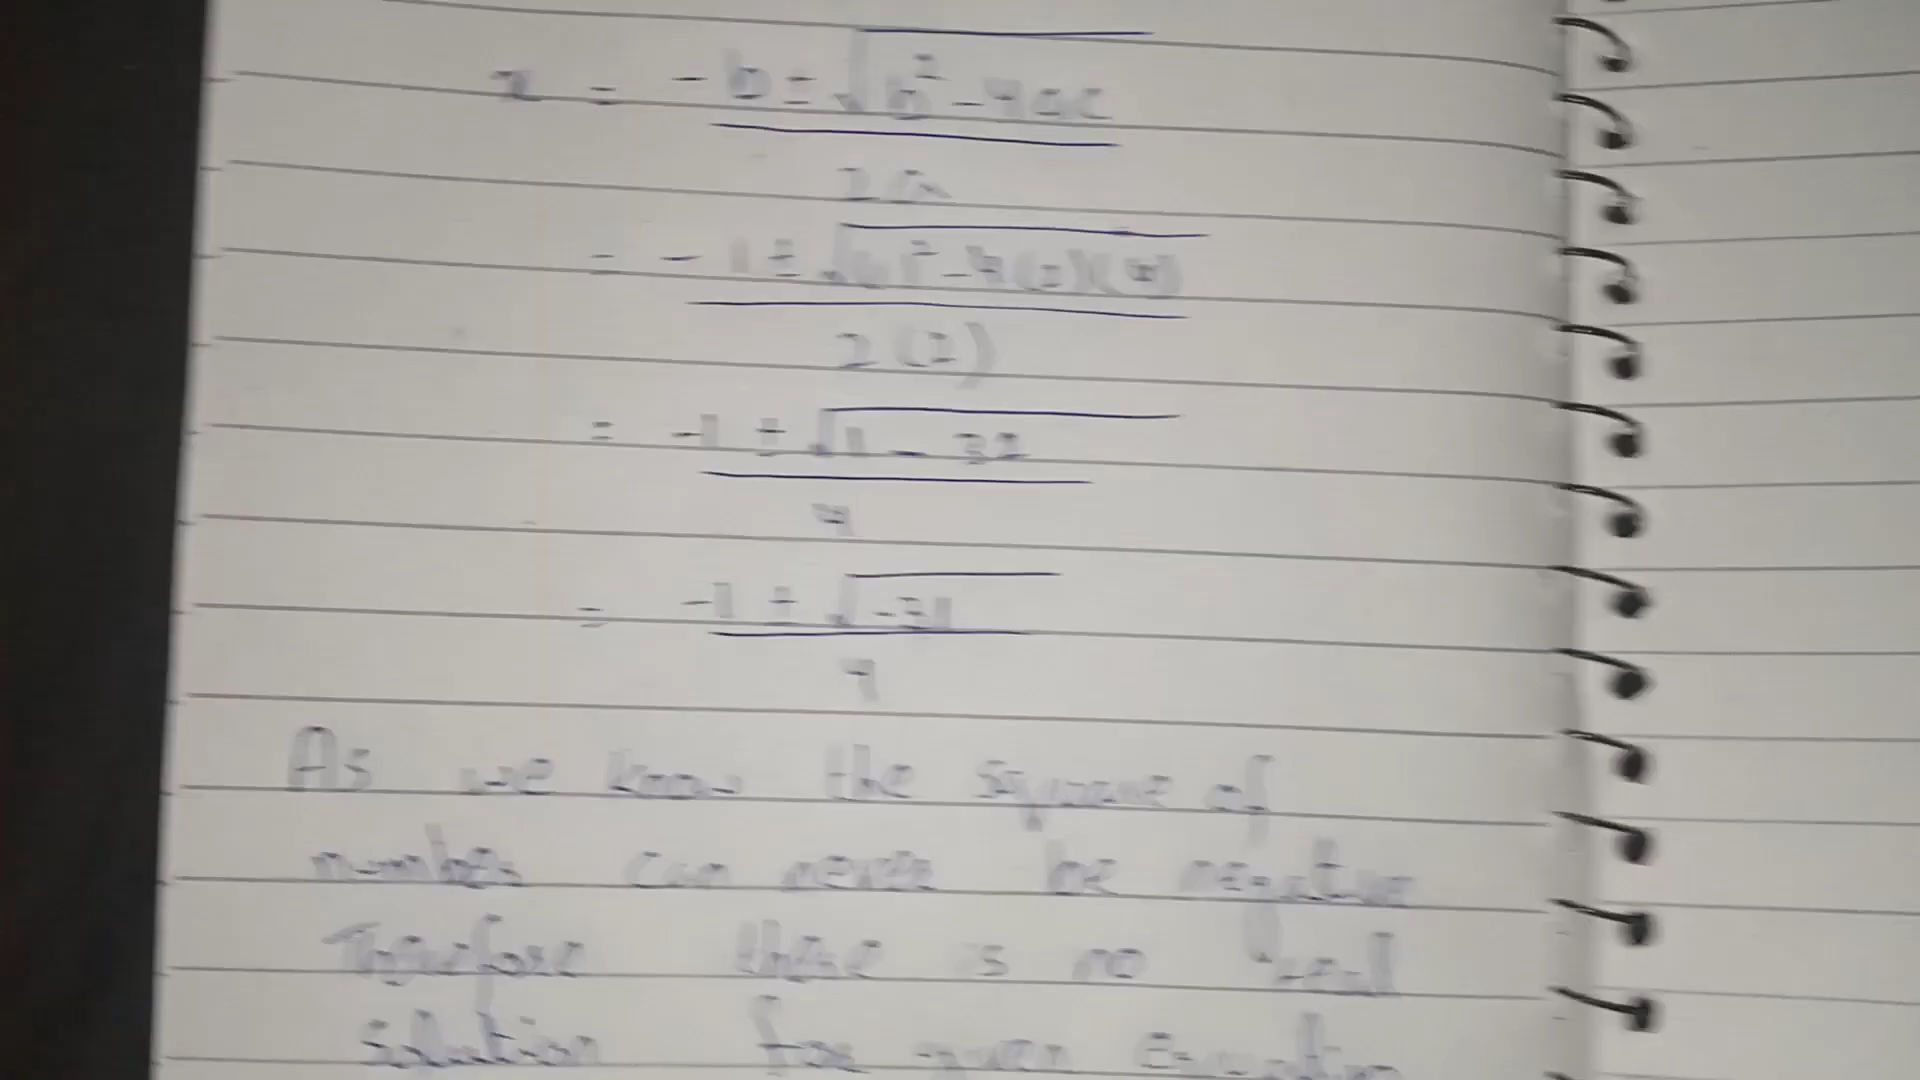 x = -b ± √b² - 4ac
2a
= -1 ± √(1)² - 4(2)(4)
2(2)
= -1 ± √1 - 32
4
= -1 ± √-31
4
As we know the square of
number can never be negative
Therefore there is no real
solution for given equation